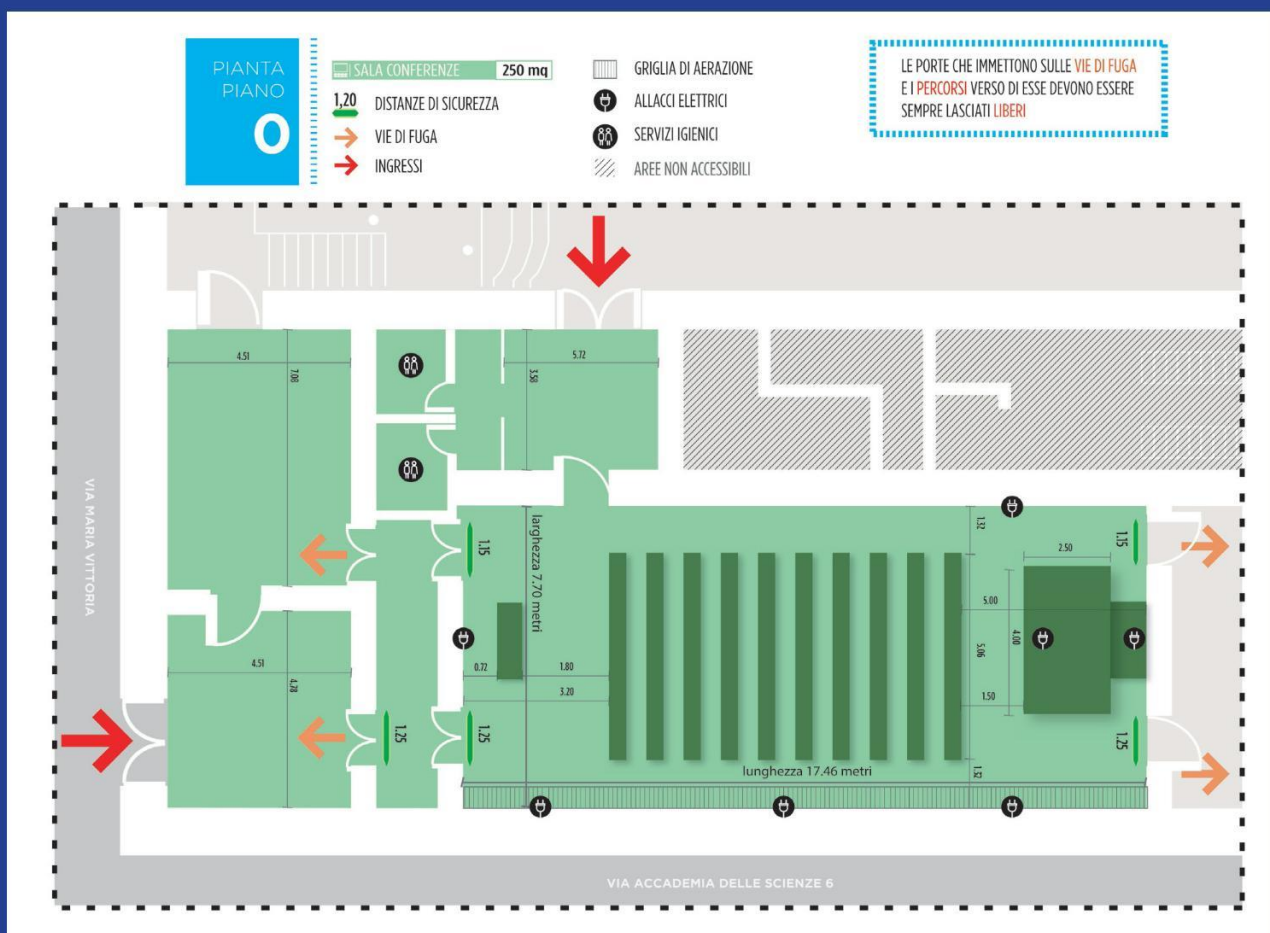 PIANTA
PIANO
0
SALA CONFERENZE 250 mq
1,20 DISTANZE DI SICUREZZA
VIE DI FUGA
INGRESSI
GRIGLIA DI AERAZIONE
ALLACCI ELETTRICI
SERVIZI IGIENICI
AREE NON ACCESSIBILI
LE PORTE CHE IMMETTONO SULLE VIE DI FUGA
E I PERCORSI VERSO DI ESSE DEVONO ESSERE
SEMPRE LASCIATI LIBERI
4.51
7.08
5.72
3.58
VIA MARIA VITTORIA
1.15
larghezza 7.70 metri
1.32
1.15
2.50
5.00
4.00
5.06
4.51
4.78
0.72
1.80
3.20
1.50
1.25
1.25
1.25
lunghezza 17.46 metri
1.32
VIA ACCADEMIA DELLE SCIENZE 6